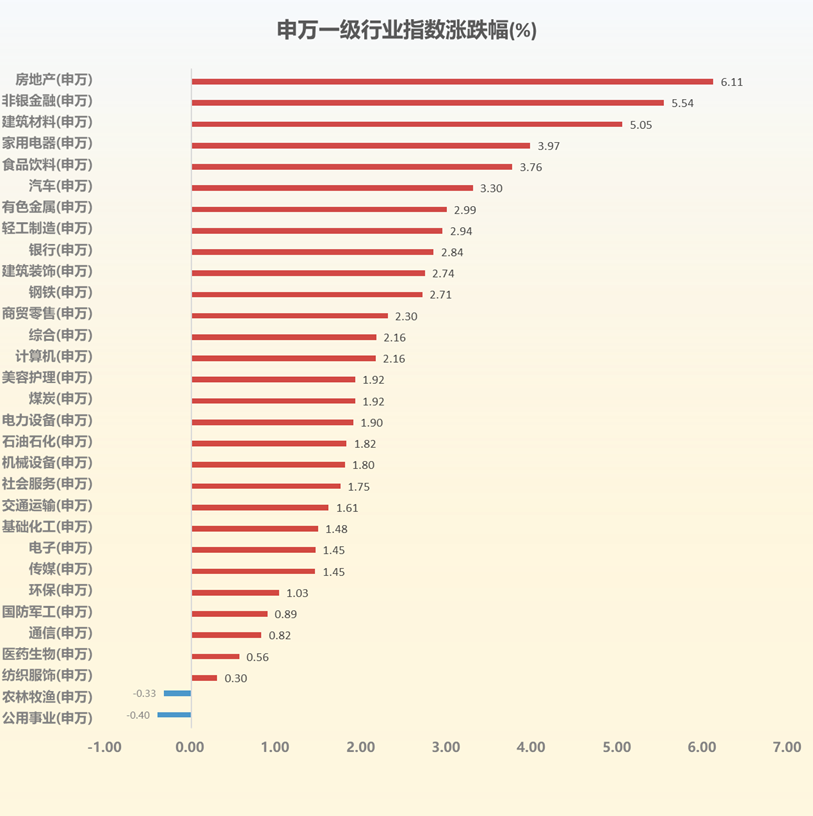 申万一级行业指数涨跌幅(%)
房地产(申万) 6.11
非银金融(申万) 5.54
建筑材料(申万) 5.05
家用电器(申万) 3.97
食品饮料(申万) 3.76
汽车(申万) 3.30
有色金属(申万) 2.99
轻工制造(申万) 2.94
银行(申万) 2.84
建筑装饰(申万) 2.74
钢铁(申万) 2.71
商贸零售(申万) 2.30
综合(申万) 2.16
计算机(申万) 2.16
美容护理(申万) 1.92
煤炭(申万) 1.92
电力设备(申万) 1.90
石油石化(申万) 1.82
机械设备(申万) 1.80
社会服务(申万) 1.75
交通运输(申万) 1.61
基础化工(申万) 1.48
电子(申万) 1.45
传媒(申万) 1.45
环保(申万) 1.03
国防军工(申万) 0.89
通信(申万) 0.82
医药生物(申万) 0.56
纺织服饰(申万) 0.30
农林牧渔(申万) -0.33
公用事业(申万) -0.40
-1.00 0.00 1.00 2.00 3.00 4.00 5.00 6.00 7.00